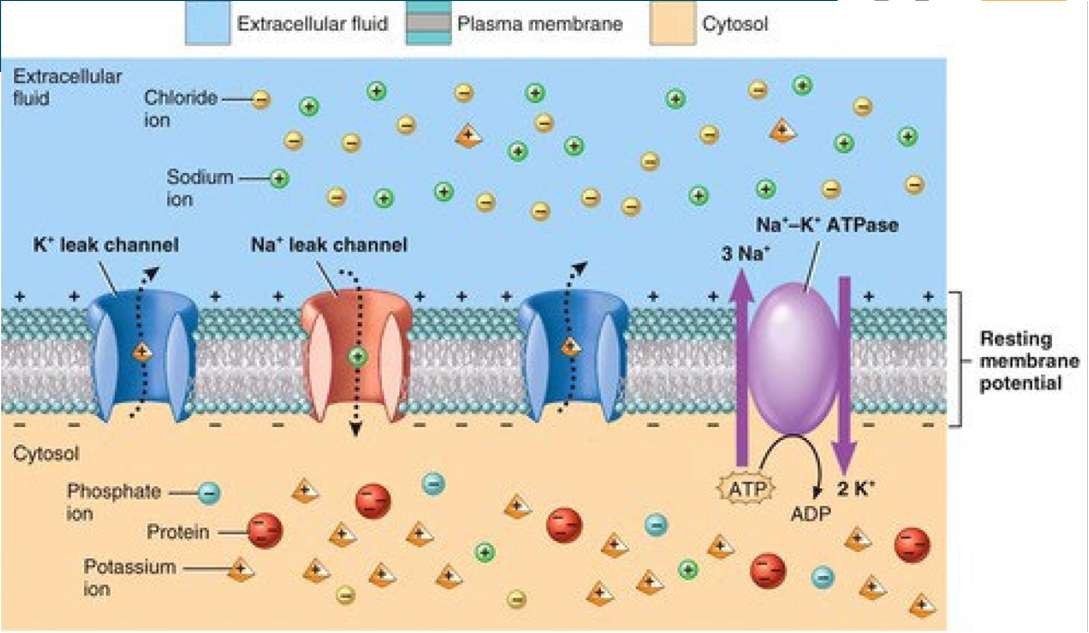 Extracellular fluid
Plasma membrane
Cytosol
Extracellular
fluid
Chloride
ion
Sodium
ion
Na⁺–K⁺ ATPase
K⁺ leak channel
Na⁺ leak channel
3 Na⁺
+ + + + + + + + + + +
Resting
membrane
potential
– – – – – – – – – – –
Cytosol
Phosphate
ion
ATP
2 K⁺
ADP
Protein
Potassium
ion